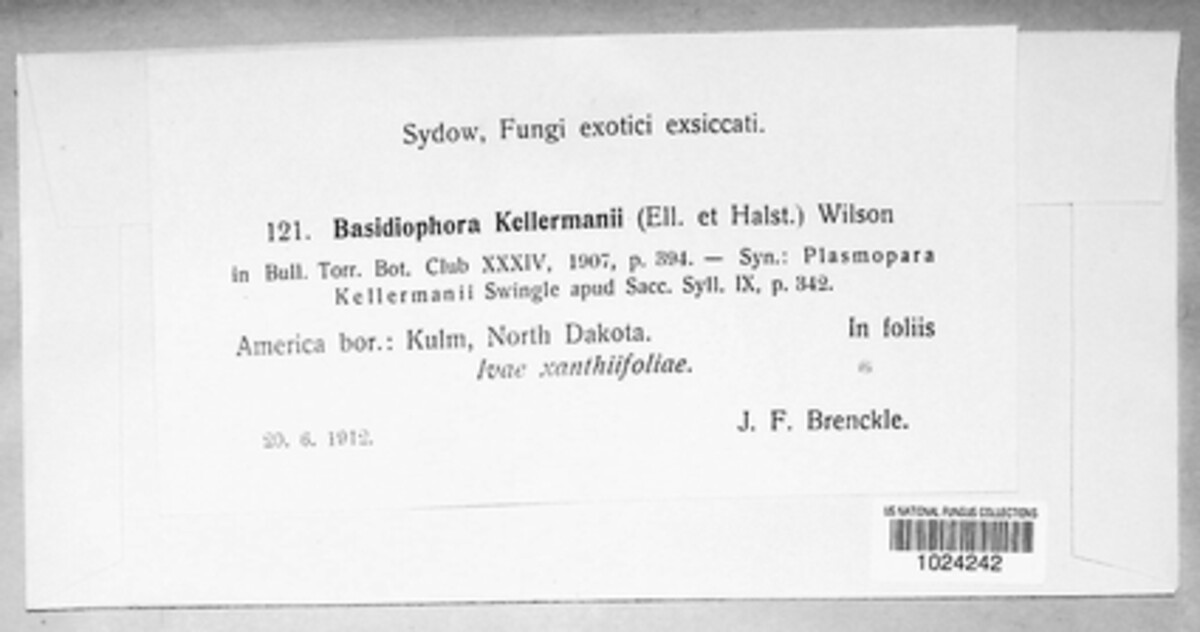 Sydow, Fungi exotici exsiccati.
121. Basidiophora Kellermanii (Ell. et Halst.) Wilson
in Bull. Torr. Bot. Club XXXIV, 1907, p. 394. — Syn.: Plasmopara
Kellermanii Swingle apud Sacc. Syll. IX, p. 342.
America bor.: Kulm, North Dakota. In foliis
Ivae xanthiifoliae.
20. 6. 1912. J. F. Brenckle.
US NATIONAL FUNGUS COLLECTIONS
1024242